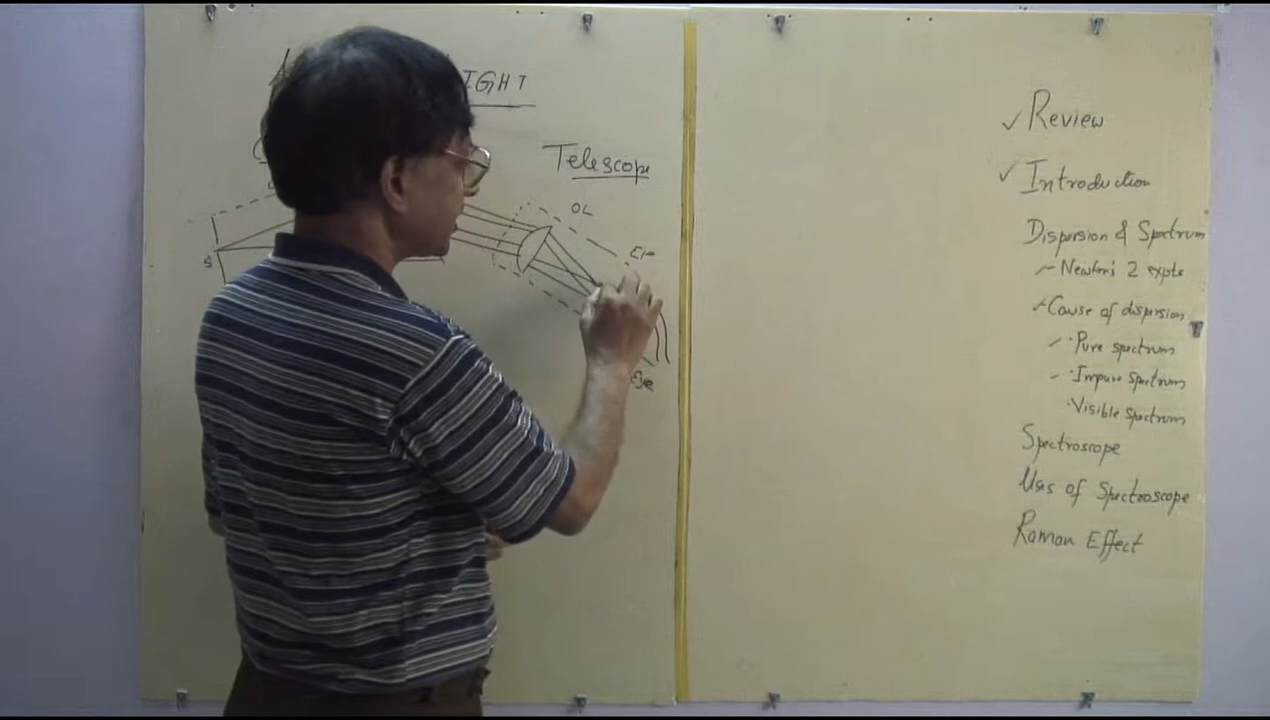 IGHT
Telescope
OL
S
Eye
✓ Review
✓ Introduction
Dispersion & Spectrum
Newton's 2 expts
Cause of dispersion
Pure spectrum
Impure spectrum
Visible spectrum
Spectroscope
Uses of Spectroscope
Raman Effect